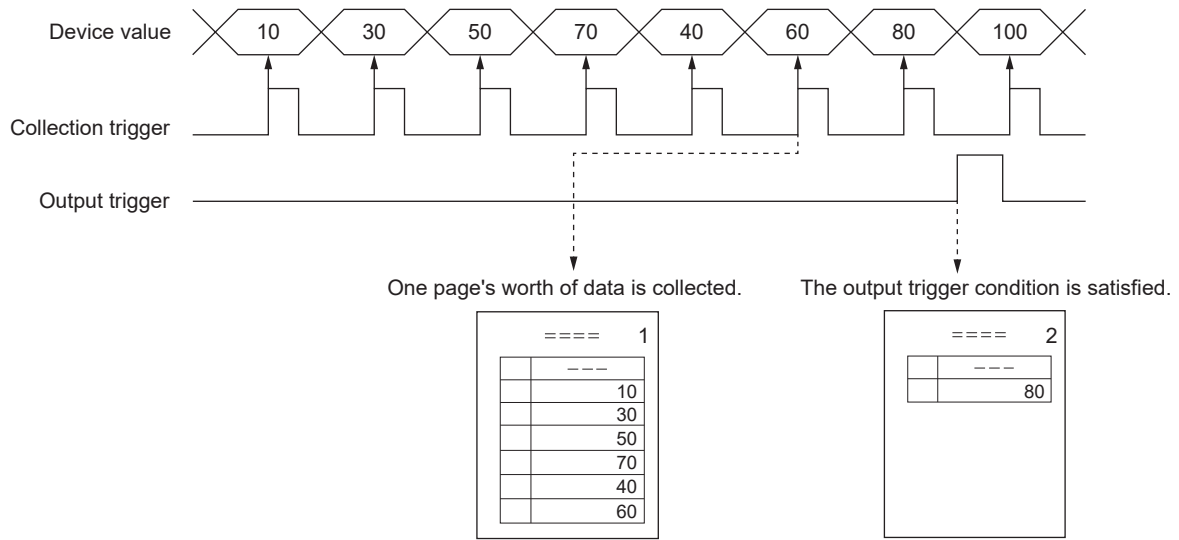 Device value 10 30 50 70 40 60 80 100
Collection trigger
Output trigger
One page's worth of data is collected.
==== 1
---
10
30
50
70
40
60
The output trigger condition is satisfied.
==== 2
---
80